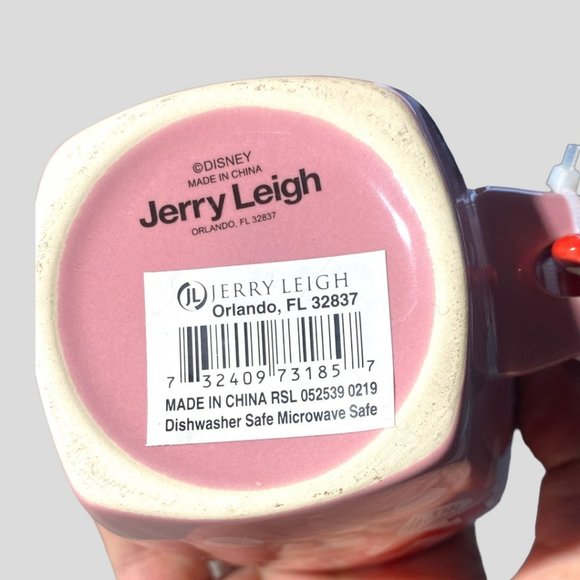 ©DISNEY
MADE IN CHINA
Jerry Leigh
ORLANDO, FL 32837
JL JERRY LEIGH
Orlando, FL 32837
7 32409 73185 7
MADE IN CHINA RSL 052539 0219
Dishwasher Safe Microwave Safe